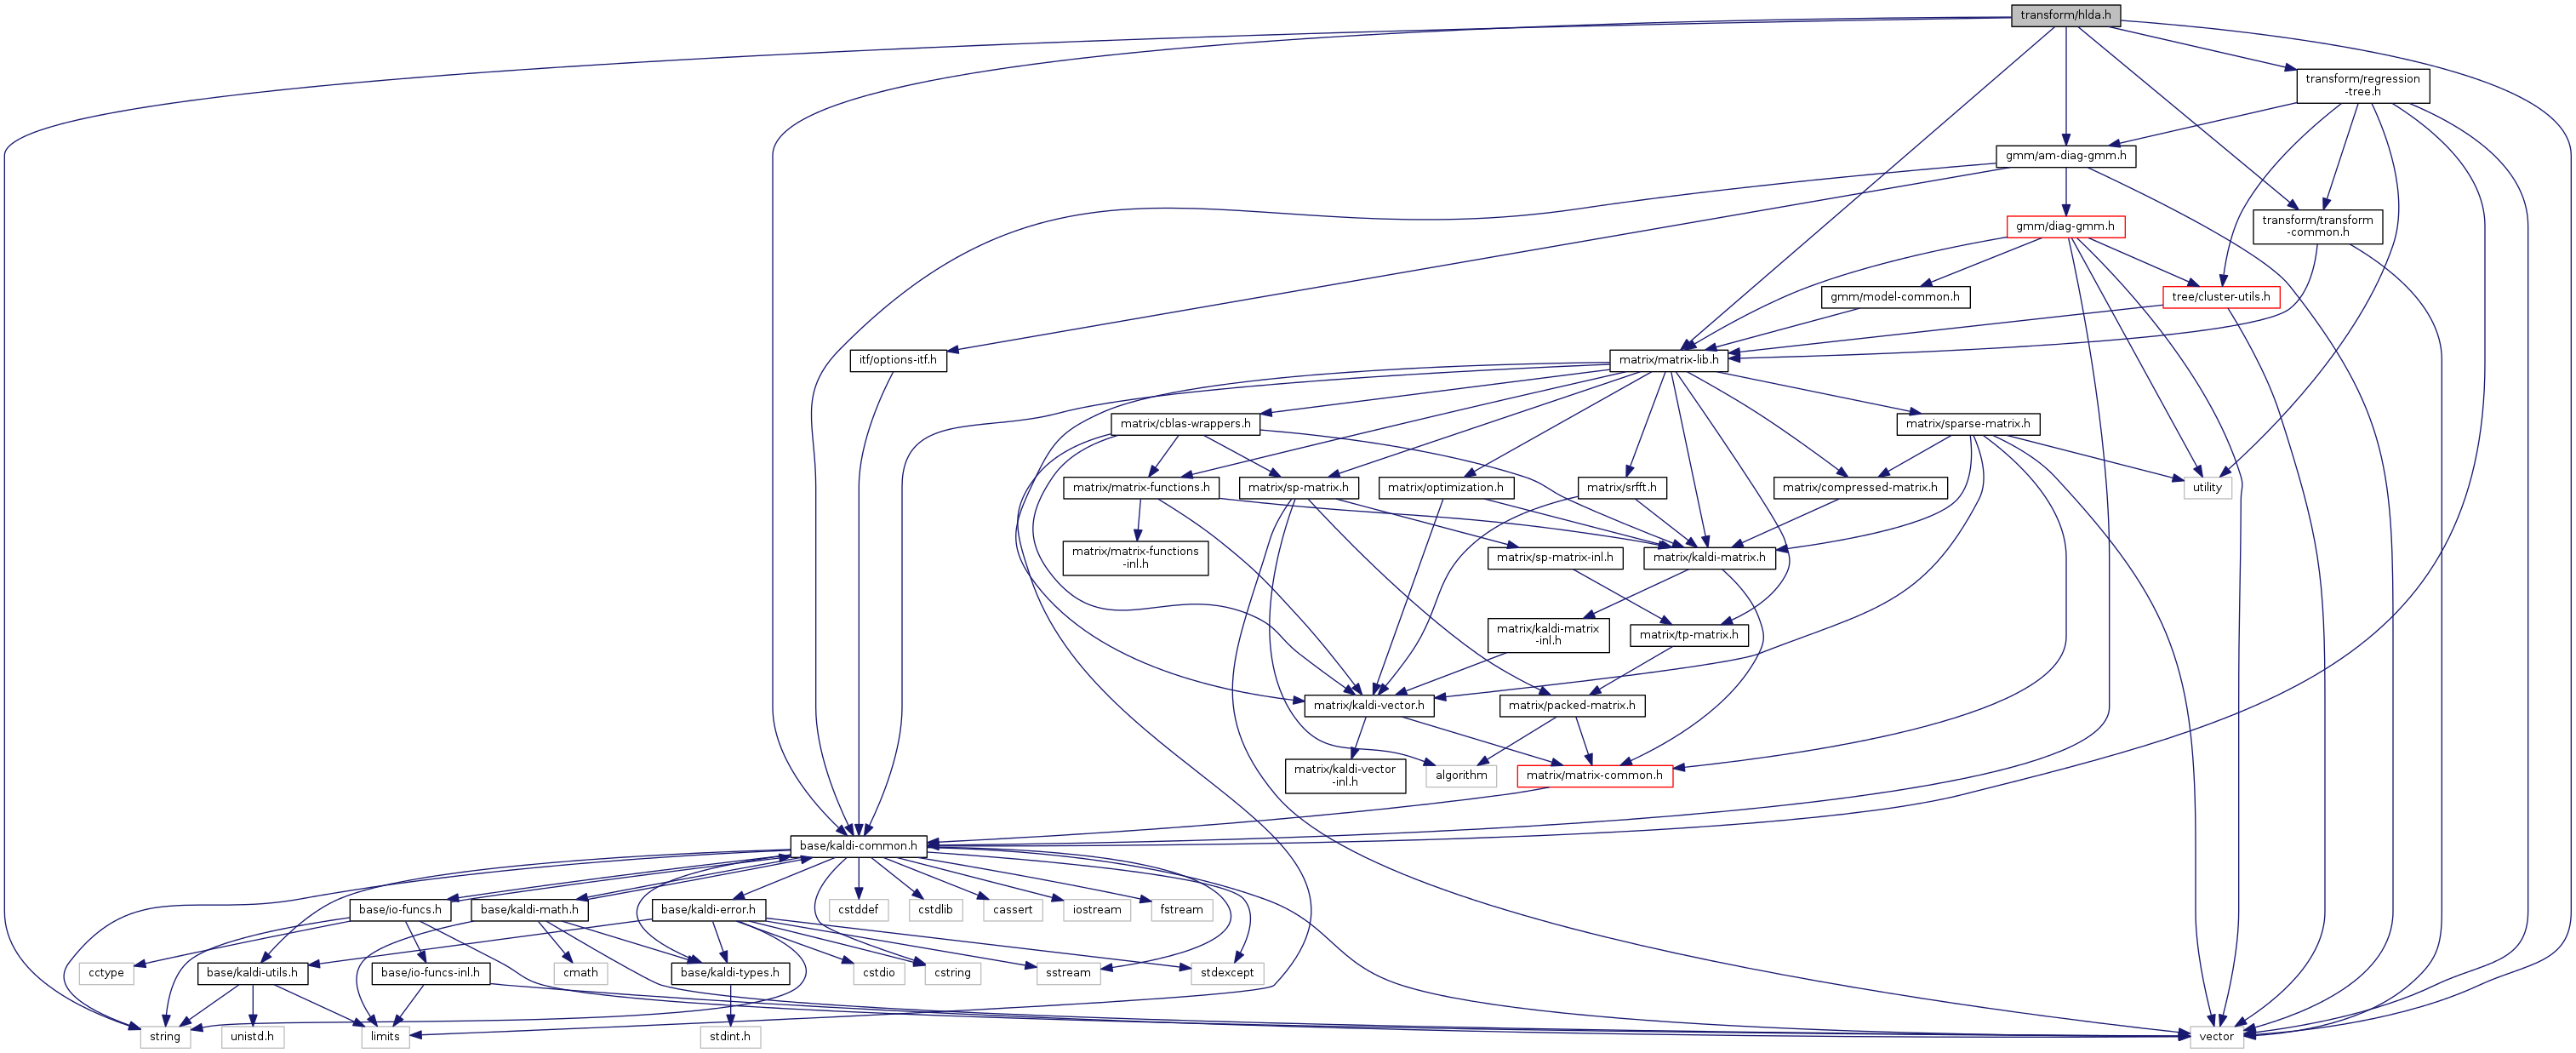 transform/hlda.h
transform/regression
-tree.h
gmm/am-diag-gmm.h
gmm/diag-gmm.h
transform/transform
-common.h
gmm/model-common.h
tree/cluster-utils.h
itf/options-itf.h
matrix/matrix-lib.h
matrix/cblas-wrappers.h
matrix/sparse-matrix.h
matrix/matrix-functions.h
matrix/sp-matrix.h
matrix/optimization.h
matrix/srfft.h
matrix/compressed-matrix.h
utility
matrix/matrix-functions
-inl.h
matrix/sp-matrix-inl.h
matrix/kaldi-matrix.h
matrix/kaldi-matrix
-inl.h
matrix/tp-matrix.h
matrix/kaldi-vector.h
matrix/packed-matrix.h
matrix/kaldi-vector
-inl.h
algorithm
matrix/matrix-common.h
base/kaldi-common.h
base/io-funcs.h
base/kaldi-math.h
base/kaldi-error.h
cstddef
cstdlib
cassert
iostream
fstream
cctype
base/kaldi-utils.h
base/io-funcs-inl.h
cmath
base/kaldi-types.h
cstdio
cstring
sstream
stdexcept
string
unistd.h
limits
stdint.h
vector